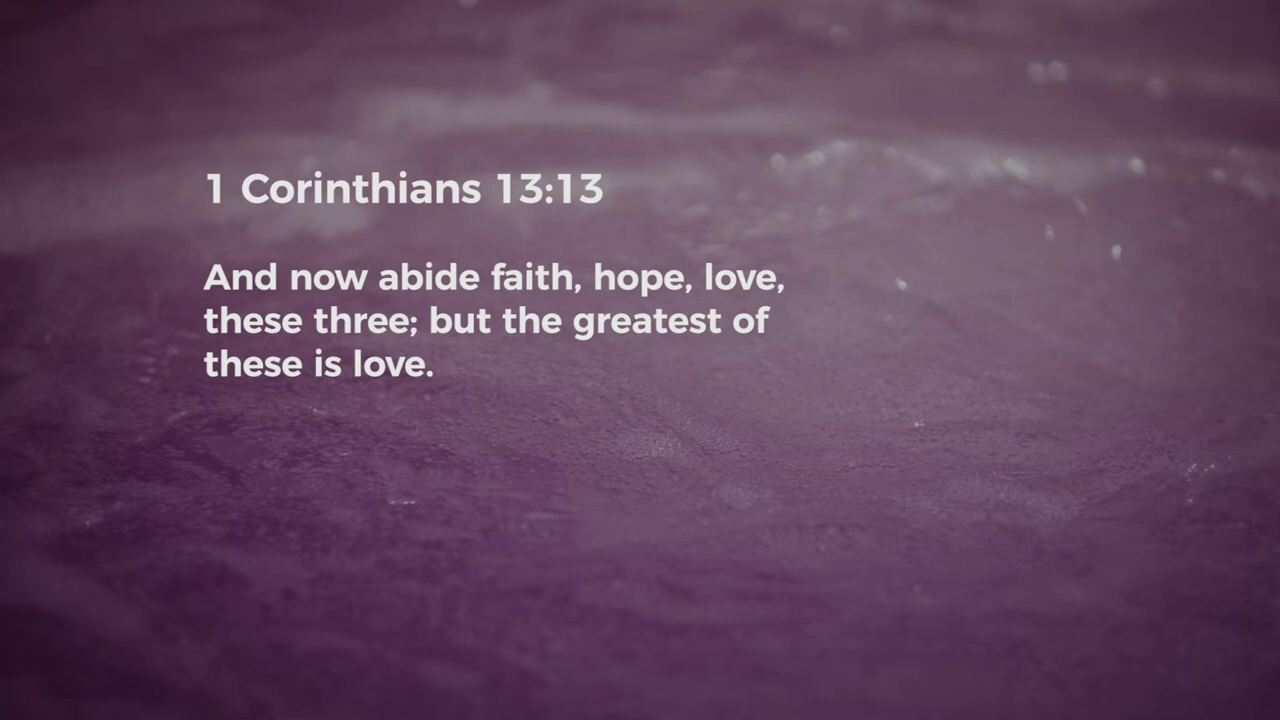 1 Corinthians 13:13
And now abide faith, hope, love,
these three; but the greatest of
these is love.